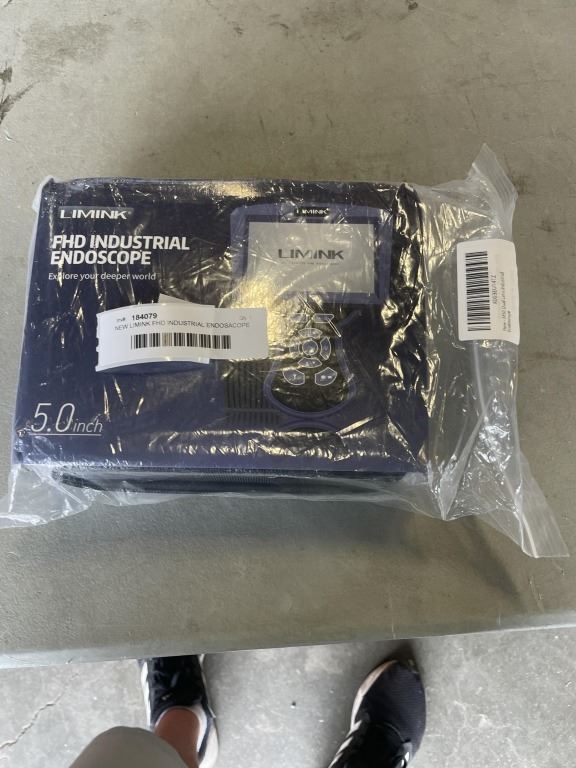 LIMINK
FHD INDUSTRIAL
ENDOSCOPE
Explore your deeper world
LIMINK
LIMINK
184079
NEW LIMINK FHD INDUSTRIAL ENDOSACOPE
5.0inch